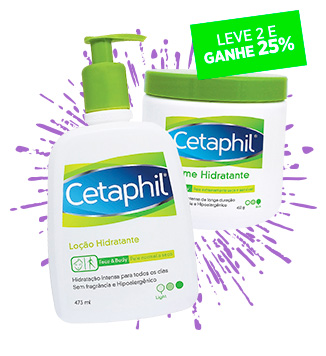 LEVE 2 E
GANHE 25%
Cetaphil
me Hidratante
Cetaphil
Loção Hidratante
Face & Body
Hidratação intensa para todos os dias
Sem fragrância e Hipoalergênico
473 ml
Light